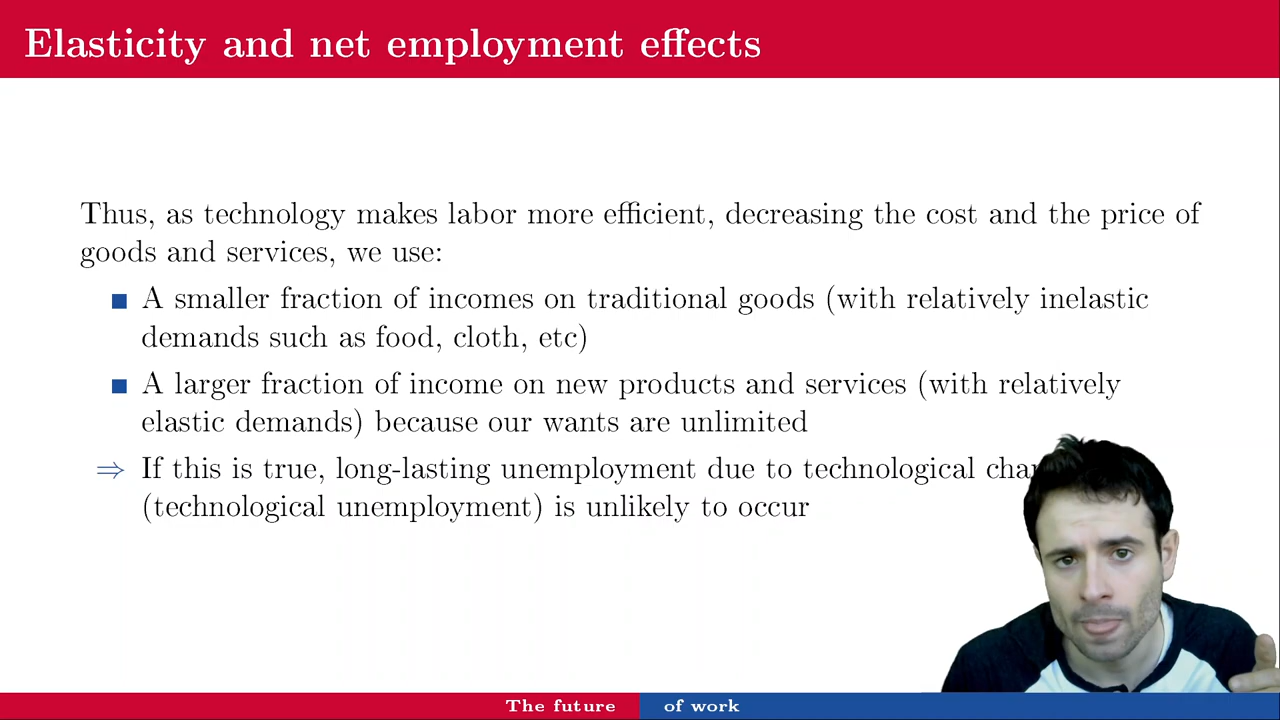 Elasticity and net employment effects
Thus, as technology makes labor more efficient, decreasing the cost and the price of
goods and services, we use:
A smaller fraction of incomes on traditional goods (with relatively inelastic
demands such as food, cloth, etc)
A larger fraction of income on new products and services (with relatively
elastic demands) because our wants are unlimited
⇒ If this is true, long-lasting unemployment due to technological
(technological unemployment) is unlikely to occur
The future of work